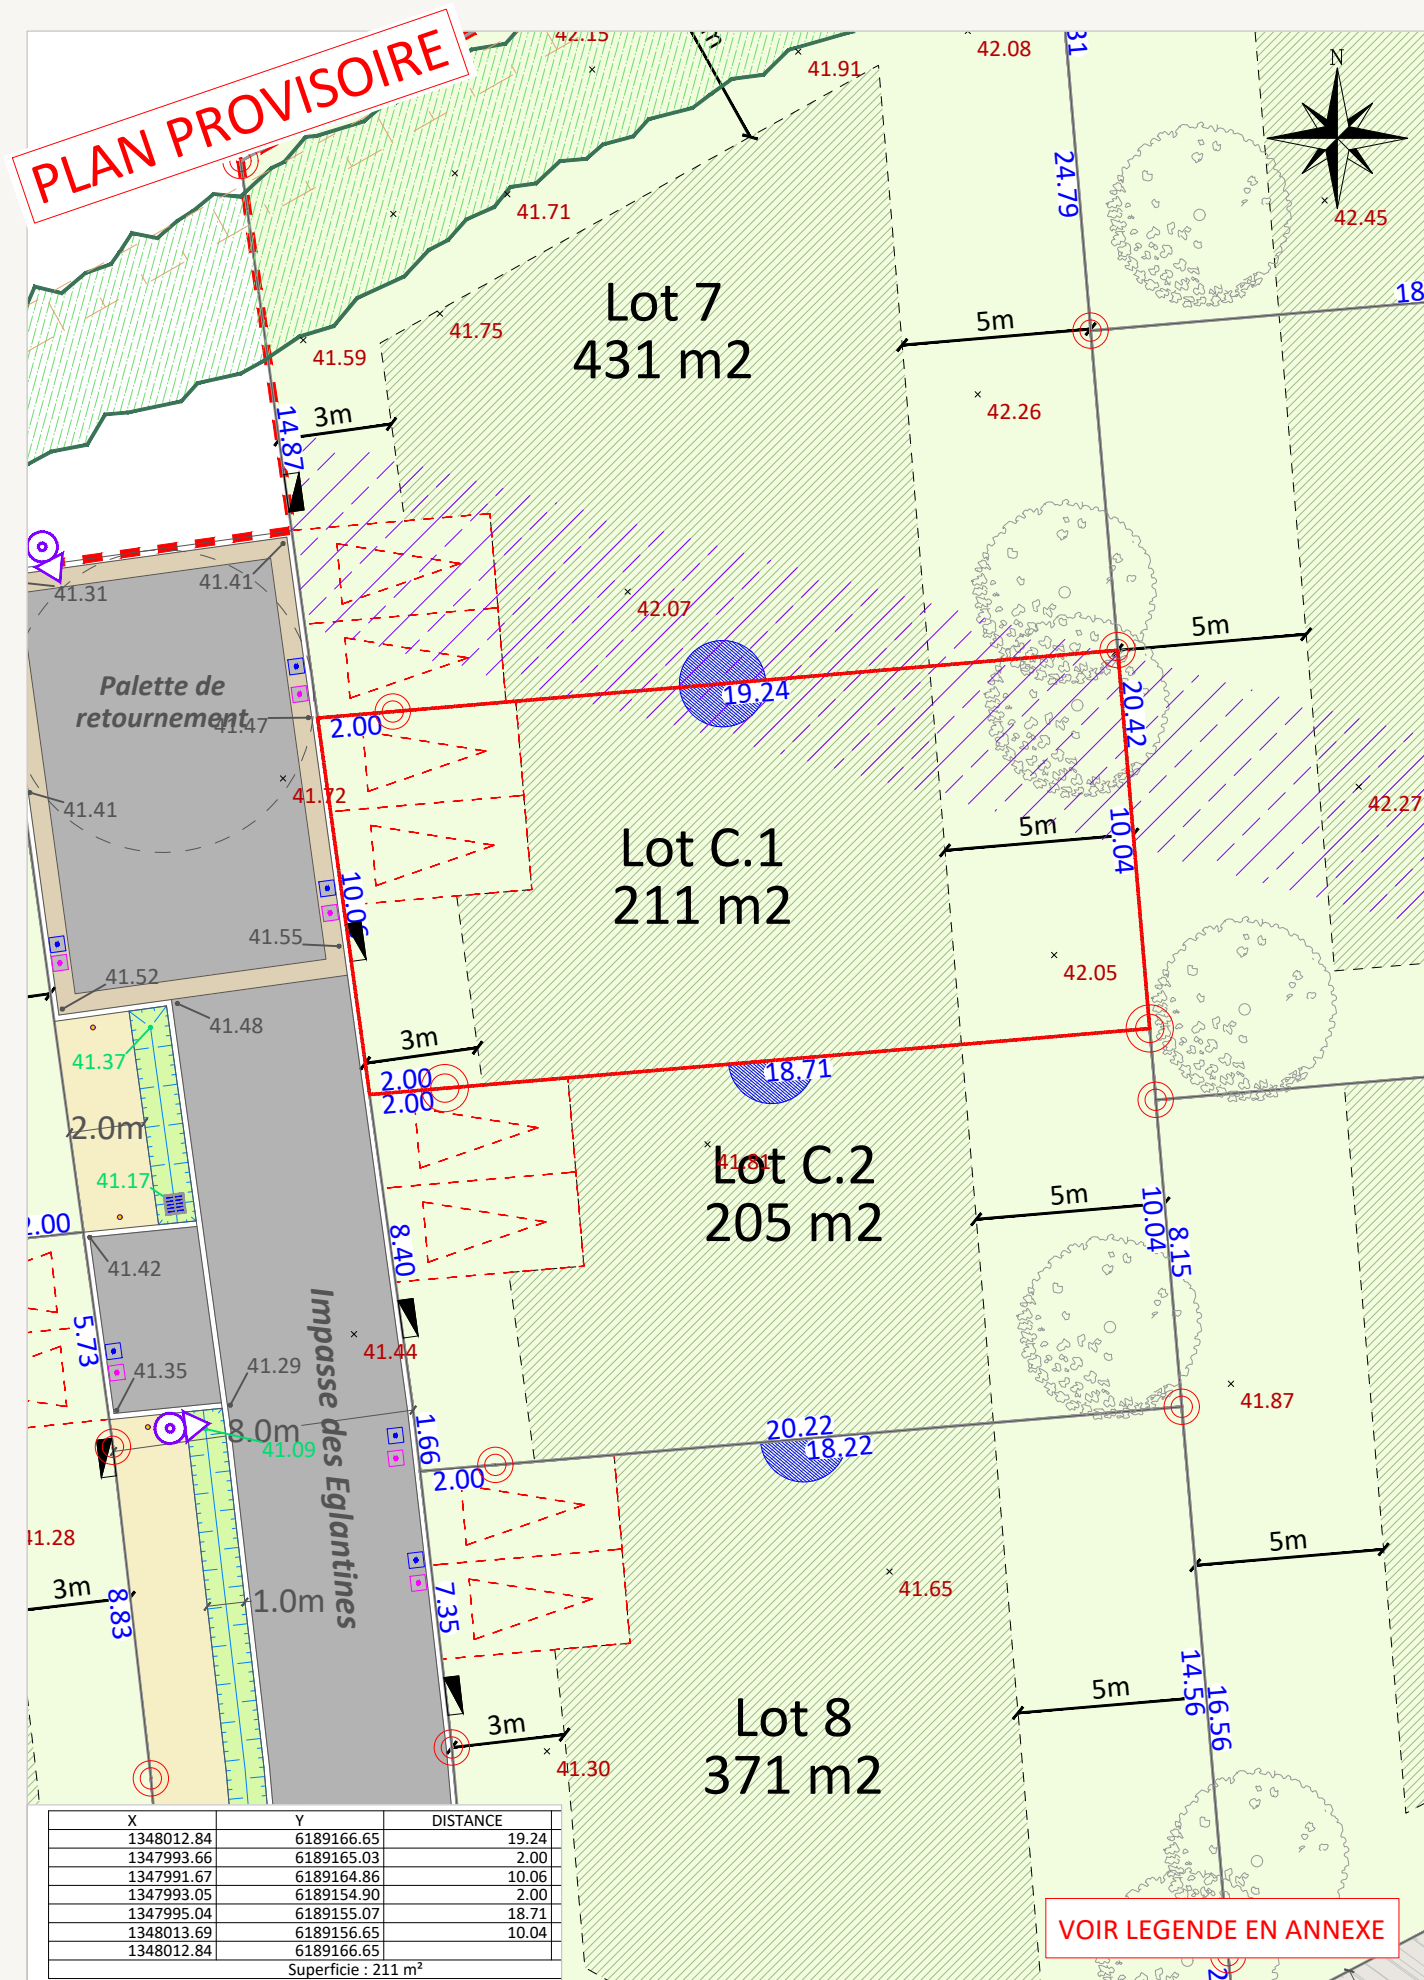 PLAN PROVISOIRE
42.15
41.91
42.08
31
N
24.79
42.45
41.71
18
Lot 7
431 m2
5m
41.75
41.59
42.26
3m
14.87
41.31
41.41
42.07
5m
Palette de
retournement
41.47
2.00
19.24
20.42
41.72
41.41
42.27
10.04
5m
Lot C.1
211 m2
10.06
41.55
42.05
41.52
41.48
3m
41.37
2.00
2.00
18.71
2.0m
41.81
Lot C.2
205 m2
41.17
2.00
5m
10.04
8.15
8.40
41.42
Impasse des Eglantines
5.73
41.44
41.35
41.29
41.87
8.0m
41.09
1.66
20.22
18.22
2.00
41.28
5m
3m
8.83
1.0m
7.35
41.65
14.56
16.56
5m
Lot 8
371 m2
3m
41.30
X Y DISTANCE
1348012.84 6189166.65 19.24
1347993.66 6189165.03 2.00
1347991.67 6189164.86 10.06
1347993.05 6189154.90 2.00
1347995.04 6189155.07 18.71
1348013.69 6189156.65 10.04
1348012.84 6189166.65
Superficie : 211 m²
VOIR LEGENDE EN ANNEXE
2